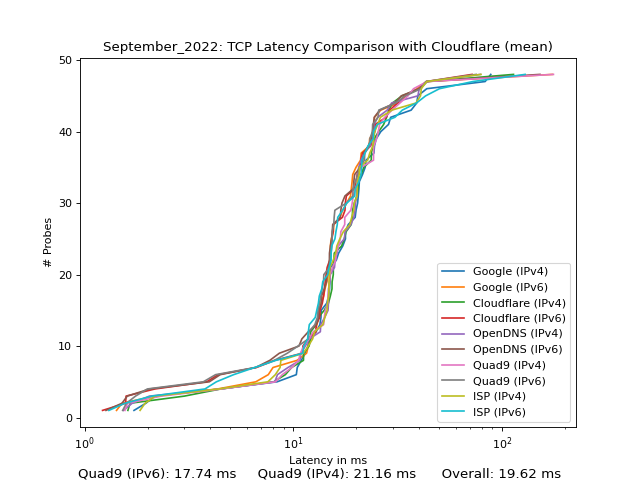 September_2022: TCP Latency Comparison with Cloudflare (mean)
50
40
30
20
10
0
# Probes
Google (IPv4)
Google (IPv6)
Cloudflare (IPv4)
Cloudflare (IPv6)
OpenDNS (IPv4)
OpenDNS (IPv6)
Quad9 (IPv4)
Quad9 (IPv6)
ISP (IPv4)
ISP (IPv6)
10⁰ 10¹ 10²
Latency in ms
Quad9 (IPv6): 17.74 ms Quad9 (IPv4): 21.16 ms Overall: 19.62 ms